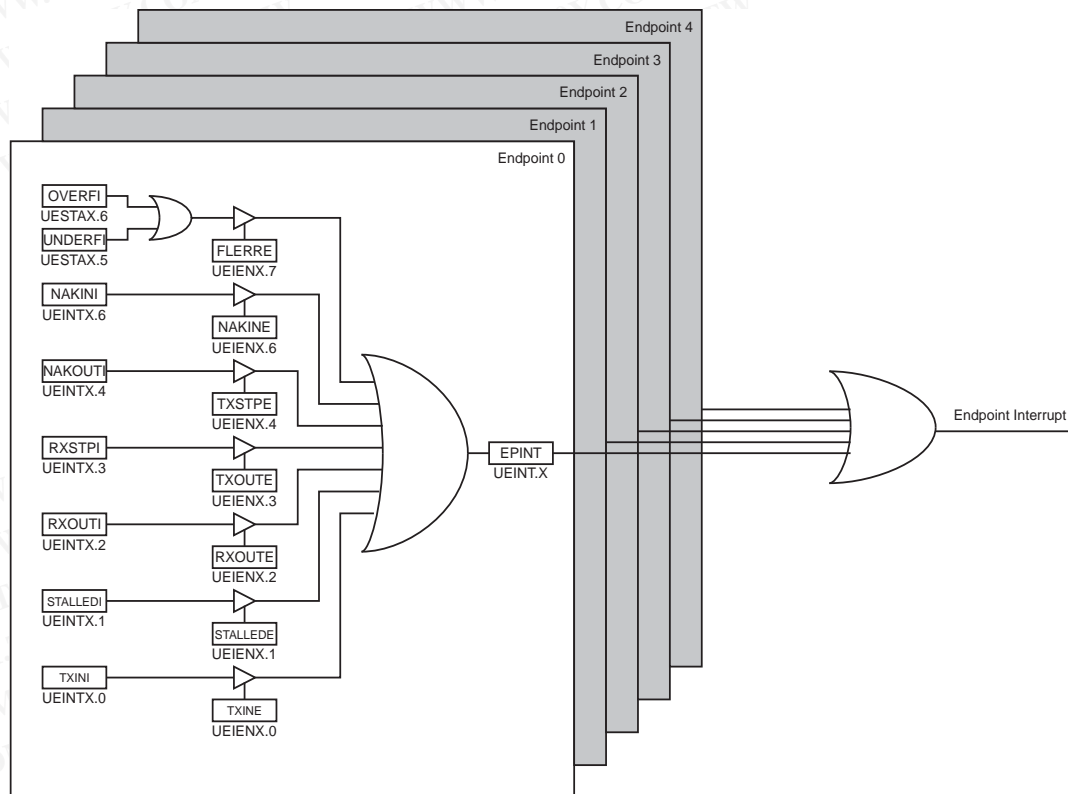 Endpoint 4
Endpoint 3
Endpoint 2
Endpoint 1
Endpoint 0
OVERFI
UESTAX.6
UNDERFI
UESTAX.5
FLERRE
UEIENX.7
NAKINI
UEINTX.6
NAKINE
UEIENX.6
NAKOUTI
UEINTX.4
TXSTPE
UEIENX.4
RXSTPI
UEINTX.3
TXOUTE
UEIENX.3
RXOUTI
UEINTX.2
RXOUTE
UEIENX.2
STALLEDI
UEINTX.1
STALLEDE
UEIENX.1
TXINI
UEINTX.0
TXINE
UEIENX.0
EPINT
UEINT.X
Endpoint Interrupt